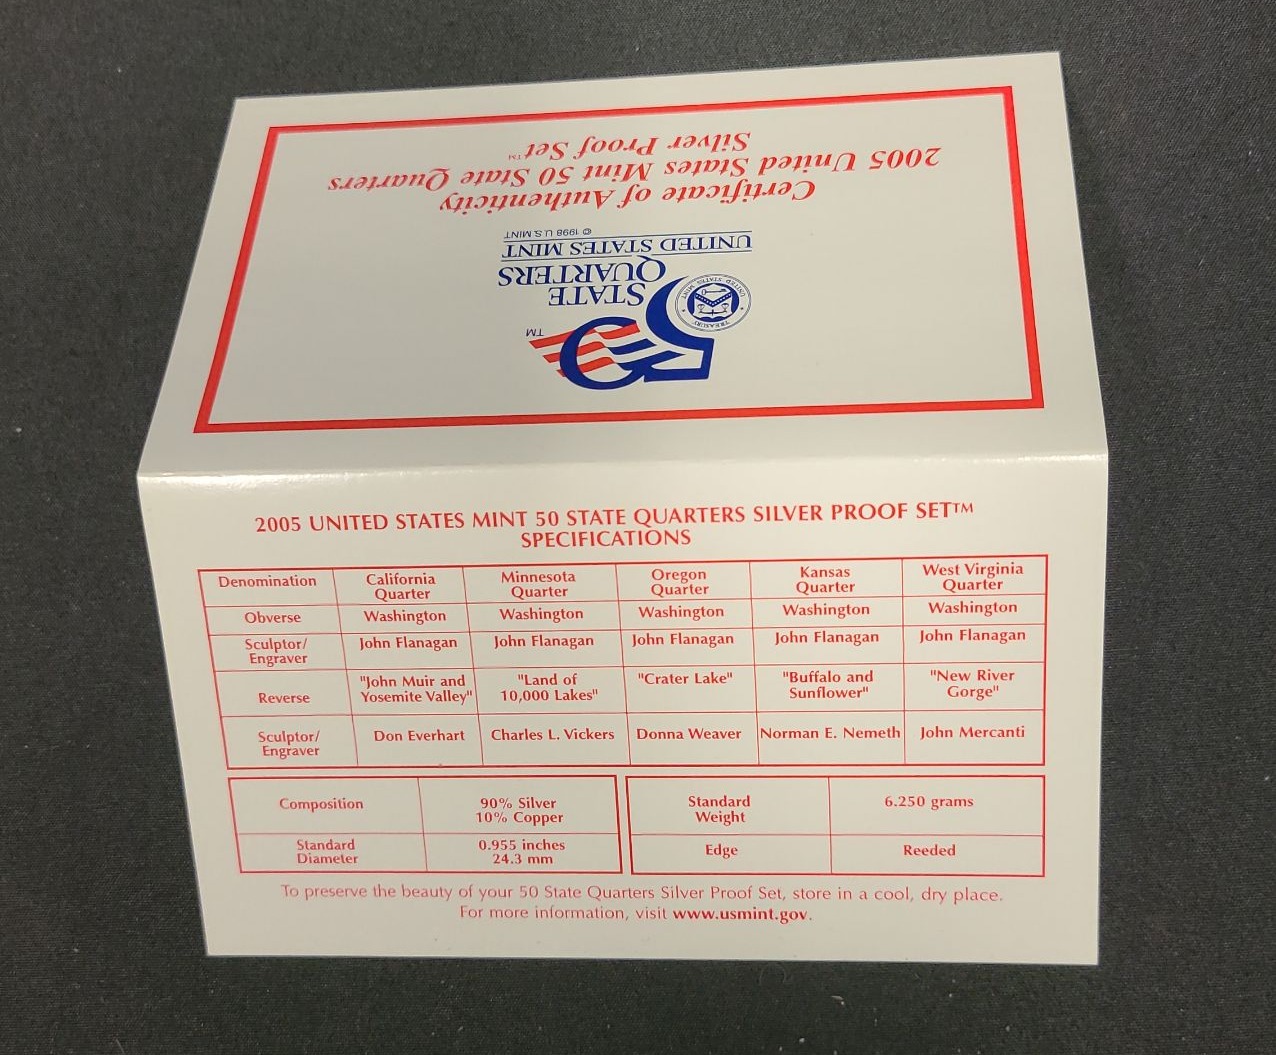 Certificate of Authenticity
2005 United States Mint 50 State Quarters
Silver Proof Set™
50
TM
STATE
QUARTERS
UNITED STATES MINT
© 1998 U.S. MINT
TREASURY
UNITED STATES MINT
2005 UNITED STATES MINT 50 STATE QUARTERS SILVER PROOF SET™
SPECIFICATIONS
Denomination California Quarter Minnesota Quarter Oregon Quarter Kansas Quarter West Virginia Quarter
Obverse Washington Washington Washington Washington Washington
Sculptor/ Engraver John Flanagan John Flanagan John Flanagan John Flanagan John Flanagan
Reverse "John Muir and Yosemite Valley" "Land of 10,000 Lakes" "Crater Lake" "Buffalo and Sunflower" "New River Gorge"
Sculptor/ Engraver Don Everhart Charles L. Vickers Donna Weaver Norman E. Nemeth John Mercanti
Composition 90% Silver 10% Copper Standard Weight 6.250 grams
Standard Diameter 0.955 inches 24.3 mm Edge Reeded
To preserve the beauty of your 50 State Quarters Silver Proof Set, store in a cool, dry place.
For more information, visit www.usmint.gov.